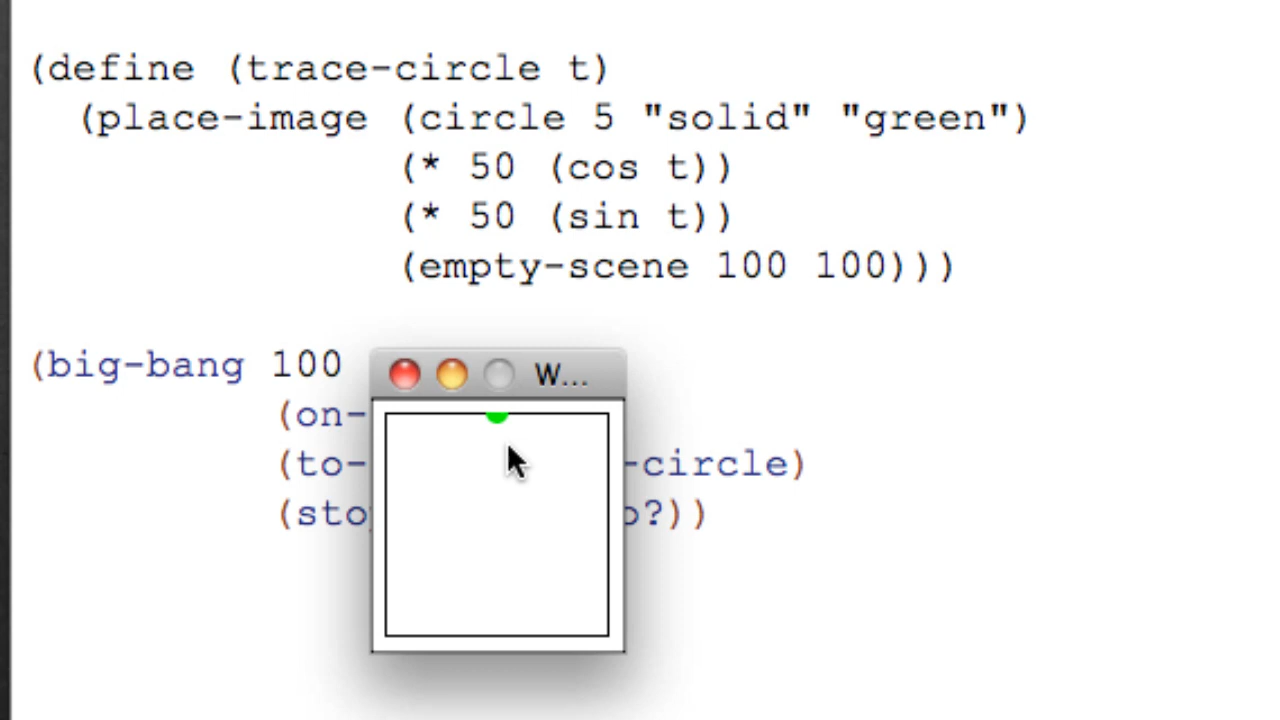 (define (trace-circle t)
(place-image (circle 5 "solid" "green")
(* 50 (cos t))
(* 50 (sin t))
(empty-scene 100 100)))
(big-bang 100
W...
(on-
(to- -circle)
(sto ?))